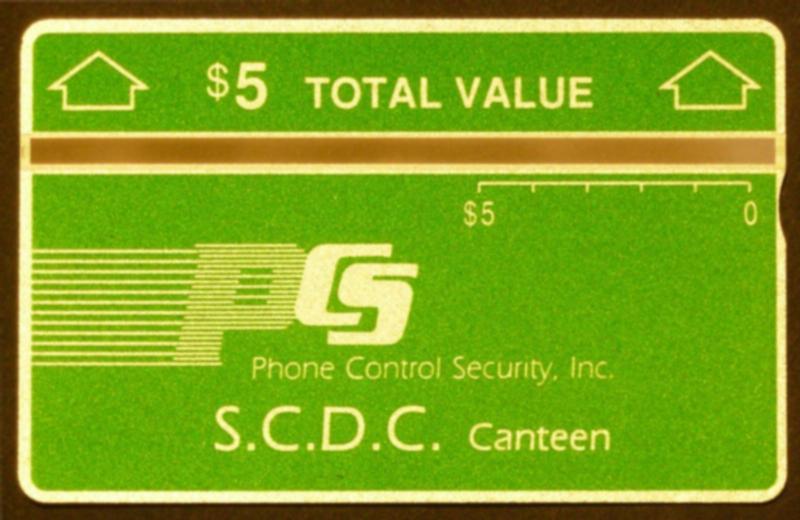 $5 TOTAL VALUE
$5 0
PCS
Phone Control Security, Inc.
S.C.D.C. Canteen